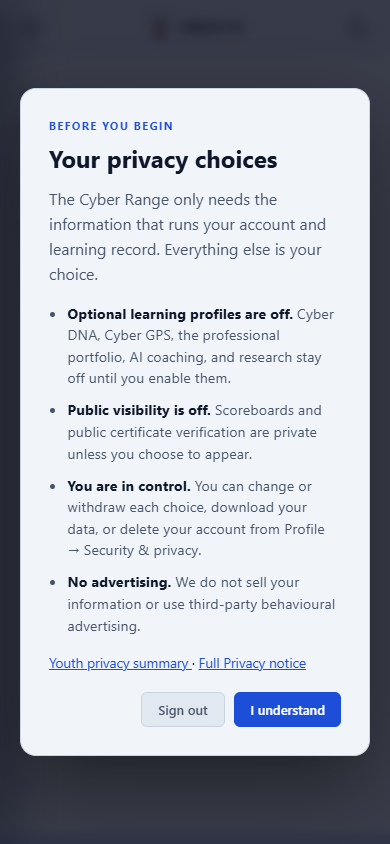 BEFORE YOU BEGIN
Your privacy choices
The Cyber Range only needs the
information that runs your account and
learning record. Everything else is your
choice.
• Optional learning profiles are off. Cyber
DNA, Cyber GPS, the professional
portfolio, AI coaching, and research stay
off until you enable them.
• Public visibility is off. Scoreboards and
public certificate verification are private
unless you choose to appear.
• You are in control. You can change or
withdraw each choice, download your
data, or delete your account from Profile
→ Security & privacy.
• No advertising. We do not sell your
information or use third-party behavioural
advertising.
Youth privacy summary · Full Privacy notice
Sign out I understand